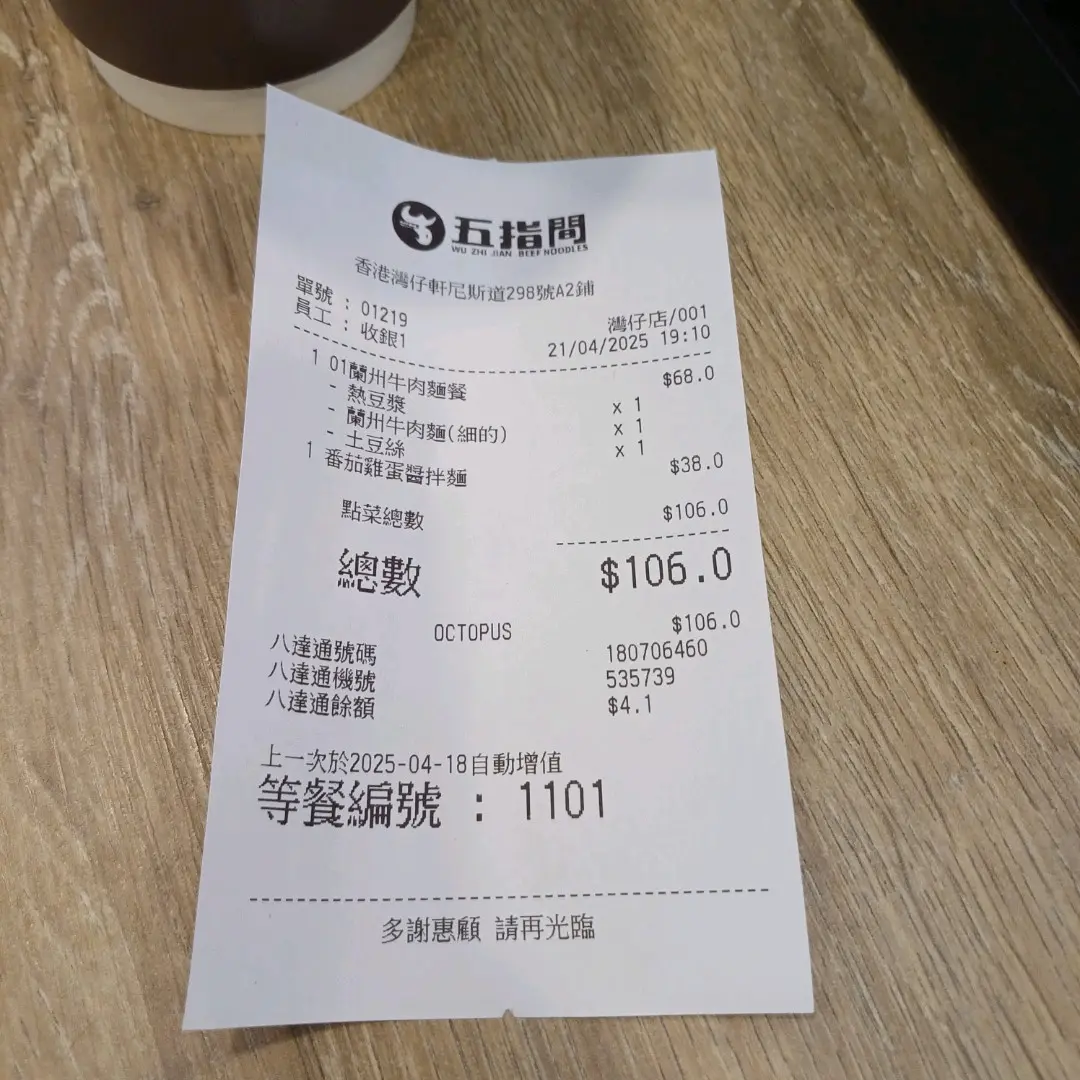 五指間
WU ZHI JIAN BEEF NOODLES
香港灣仔軒尼斯道298號A2鋪
單號 : 01219 灣仔店/001
員工 : 收銀1 21/04/2025 19:10
1 01蘭州牛肉麵餐 $68.0
- 熱豆漿 x 1
- 蘭州牛肉麵(細的) x 1
- 土豆絲 x 1
1 番茄雞蛋醬拌麵 $38.0
點菜總數 $106.0
總數 $106.0
OCTOPUS $106.0
八達通號碼 180706460
八達通機號 535739
八達通餘額 $4.1
上一次於2025-04-18自動增值
等餐編號 : 1101
多謝惠顧 請再光臨